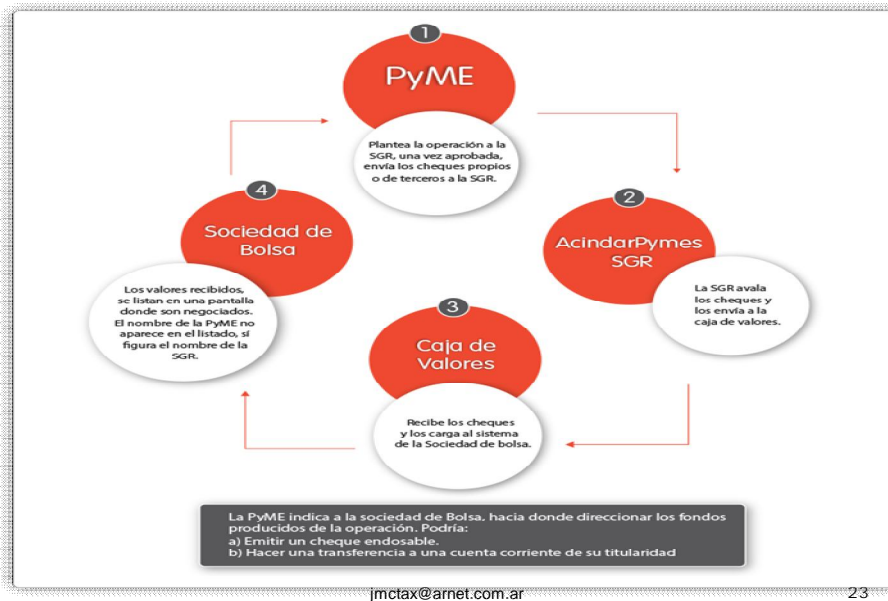 1
PyME
Plantea la operación a la
SGR, una vez aprobada,
envía los cheques propios
o de terceros a la SGR.
2
AcindarPymes
SGR
La SGR avala
los cheques y
los envía a la
caja de valores.
3
Caja de
Valores
Recibe los cheques
y los carga al sistema
de la Sociedad de bolsa.
4
Sociedad de
Bolsa
Los valores recibidos,
se listan en una pantalla
donde son negociados.
El nombre de la PyME no
aparece en el listado, sí
figura el nombre de la
SGR.
La PyME indica a la sociedad de Bolsa, hacia donde direccionar los fondos
producidos de la operación. Podría:
a) Emitir un cheque endosable.
b) Hacer una transferencia a una cuenta corriente de su titularidad
jmctax@arnet.com.ar
23